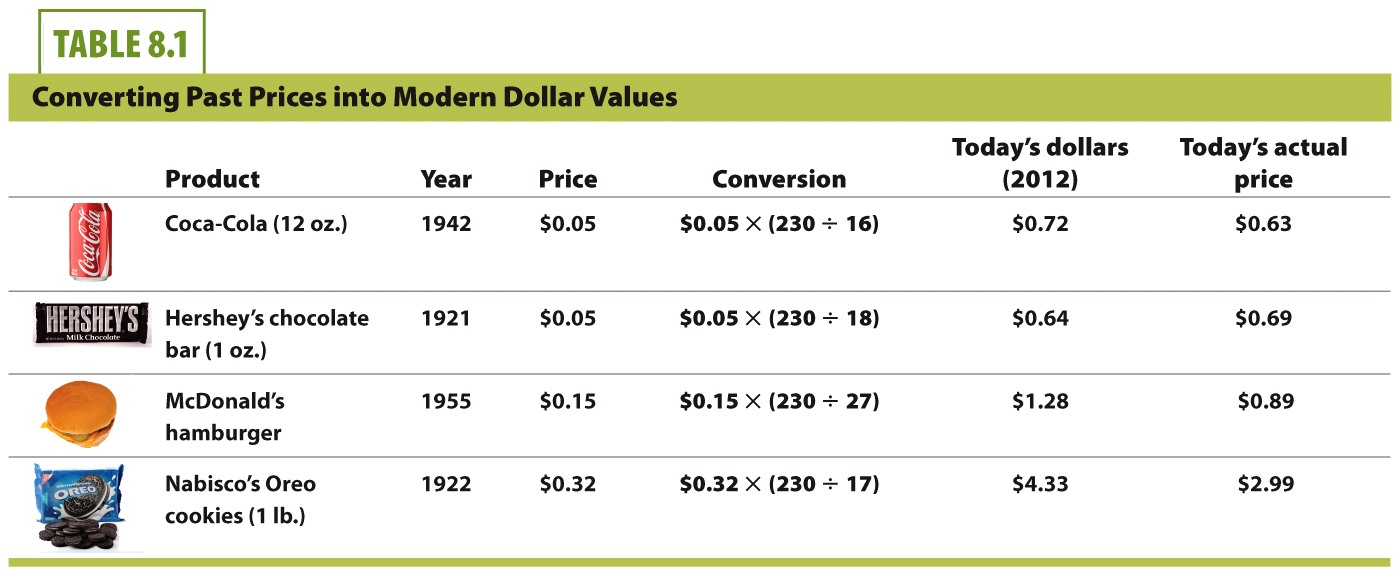 TABLE 8.1
Converting Past Prices into Modern Dollar Values
Product Year Price Conversion Today's dollars (2012) Today's actual price
Coca-Cola
Coca-Cola (12 oz.) 1942 $0.05 $0.05 × (230 ÷ 16) $0.72 $0.63
HERSHEY'S
Milk Chocolate
Hershey's chocolate 1921 $0.05 $0.05 × (230 ÷ 18) $0.64 $0.69
bar (1 oz.)
McDonald's 1955 $0.15 $0.15 × (230 ÷ 27) $1.28 $0.89
hamburger
OREO
Nabisco's Oreo 1922 $0.32 $0.32 × (230 ÷ 17) $4.33 $2.99
cookies (1 lb.)